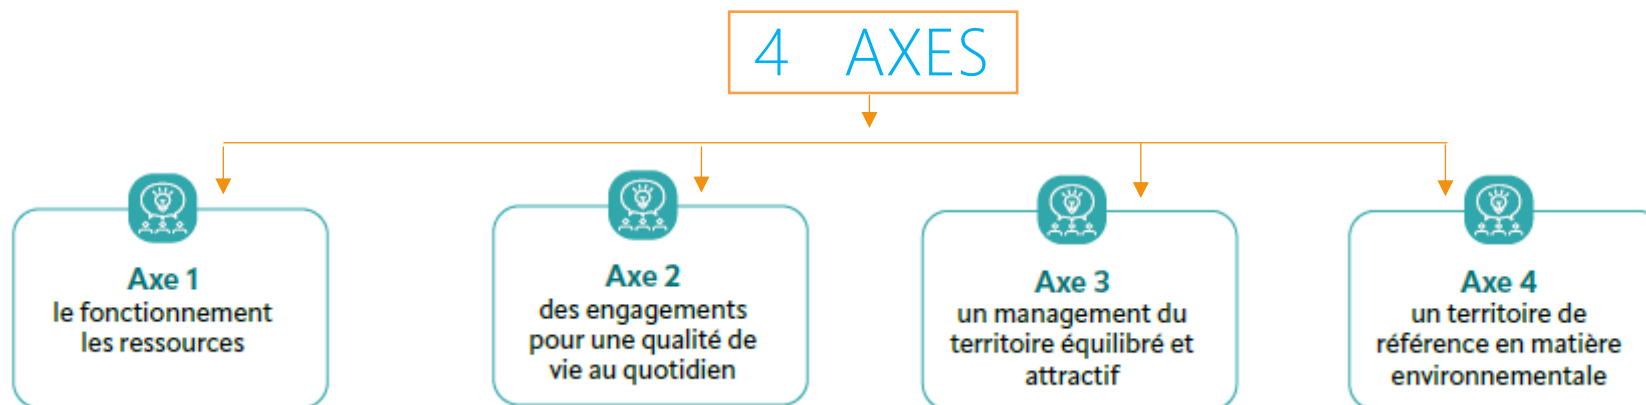 4 AXES
Axe 1
le fonctionnement
les ressources
Axe 2
des engagements
pour une qualité de
vie au quotidien
Axe 3
un management du
territoire équilibré et
attractif
Axe 4
un territoire de
référence en matière
environnementale